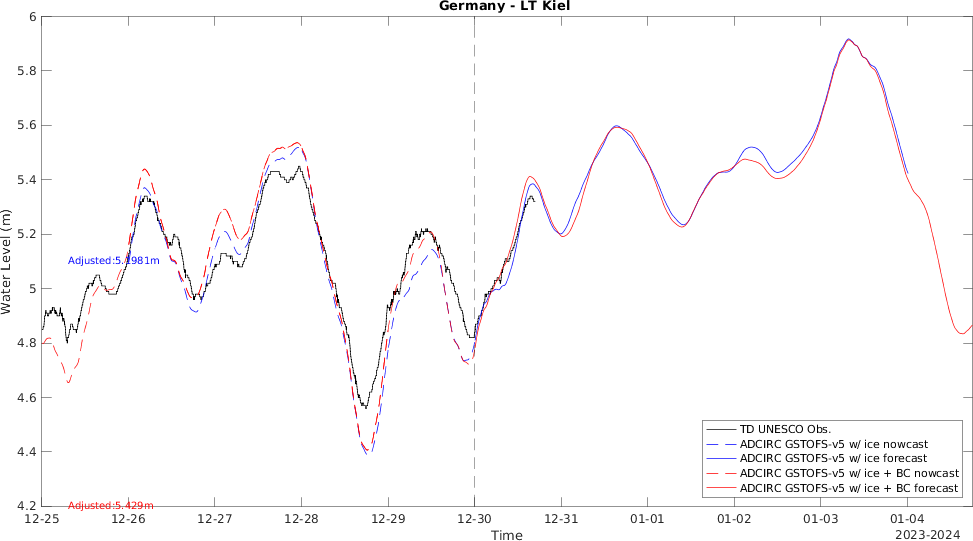 Germany - LT Kiel
6
5.8
5.6
5.4
5.2
5
4.8
4.6
4.4
4.2
Water Level (m)
Adjusted:5.1981m
Adjusted:5.429m
TD UNESCO Obs.
ADCIRC GSTOFS-v5 w/ ice nowcast
ADCIRC GSTOFS-v5 w/ ice forecast
ADCIRC GSTOFS-v5 w/ ice + BC nowcast
ADCIRC GSTOFS-v5 w/ ice + BC forecast
12-25 12-26 12-27 12-28 12-29 12-30 12-31 01-01 01-02 01-03 01-04
Time
2023-2024